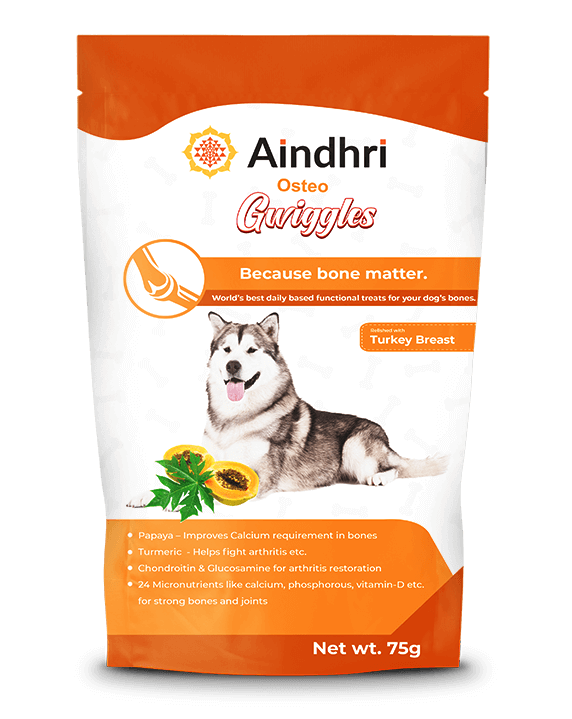 Aindhri
Osteo
Gwiggles
Because bone matter.
World's best daily based functional treats for your dog's bones.
Relished with
Turkey Breast
Papaya – Improves Calcium requirement in bones
Turmeric - Helps fight arthritis etc.
Chondroitin & Glucosamine for arthritis restoration
24 Micronutrients like calcium, phosphorous, vitamin-D etc.
for strong bones and joints
Net wt. 75g